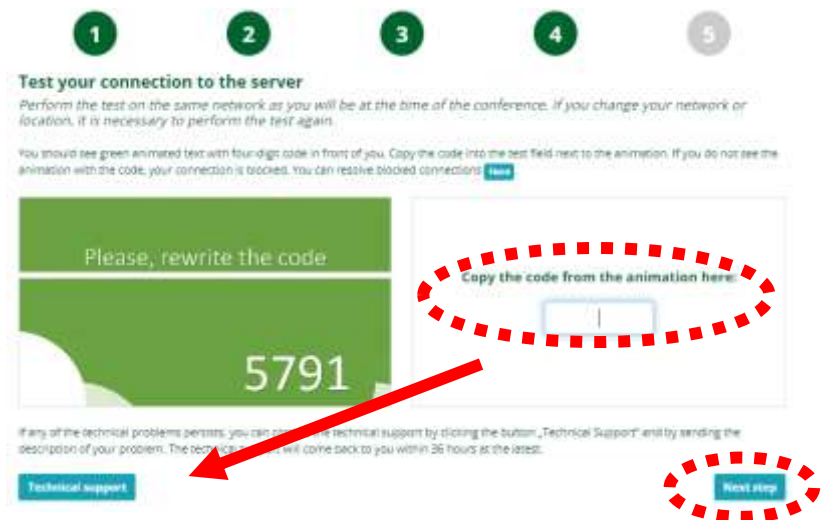 1 2 3 4 5
Test your connection to the server
Perform the test on the same network as you will be at the time of the conference. If you change your network or
location, it is necessary to perform the test again.
You should see green animated text with four-digit code in front of you. Copy the code into the test field next to the animation. If you do not see the
animation with the code, your connection is blocked. You can resolve blocked connections Here
Please, rewrite the code
5791
Copy the code from the animation here:
If any of the technical problems persists, you can the technical support by clicking the button „Technical Support" and by sending the
description of your problem. The technical will come back to you within 36 hours at the latest.
Technical support
Next step